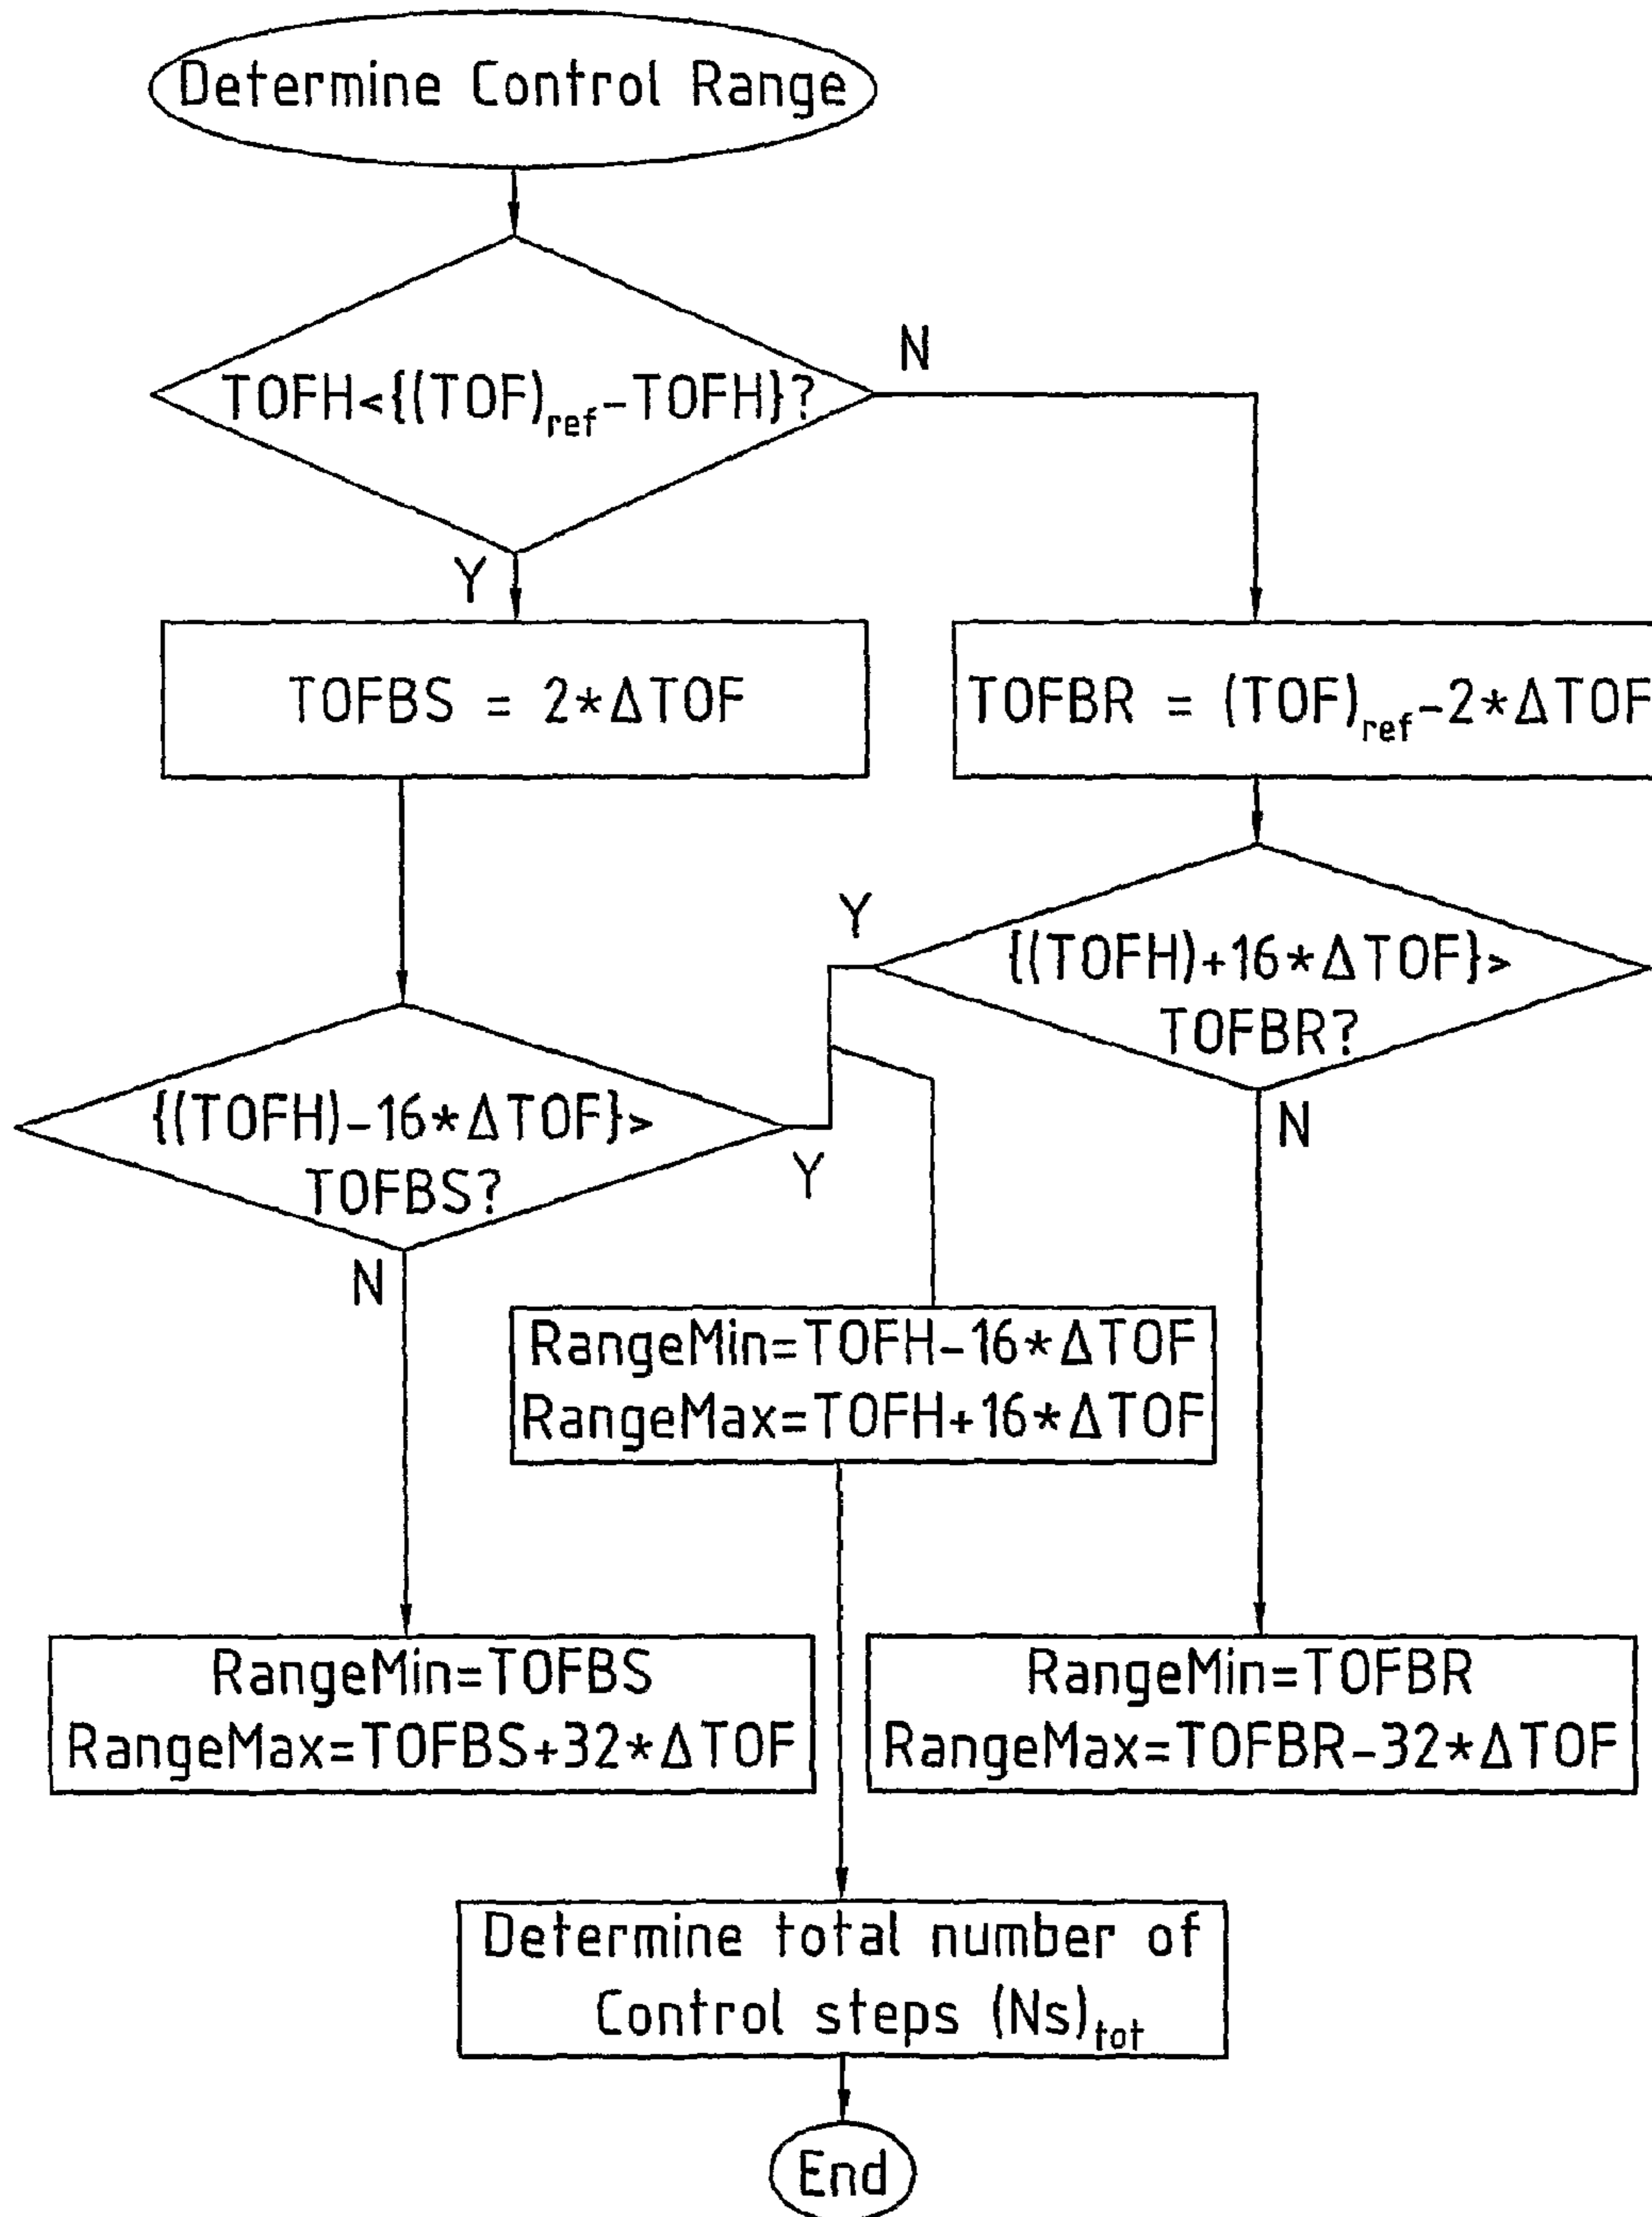 Determine Control Range
TOFH<{(TOF)ref-TOFH}?
N
Y
TOFBS = 2*ΔTOF
TOFBR = (TOF)ref-2*ΔTOF
Y
{(TOFH)+16*ΔTOF}>
TOFBR?
N
{(TOFH)-16*ΔTOF}>
TOFBS?
Y
N
RangeMin=TOFH-16*ΔTOF
RangeMax=TOFH+16*ΔTOF
RangeMin=TOFBS
RangeMax=TOFBS+32*ΔTOF
RangeMin=TOFBR
RangeMax=TOFBR-32*ΔTOF
Determine total number of
Control steps (Ns)tot
End